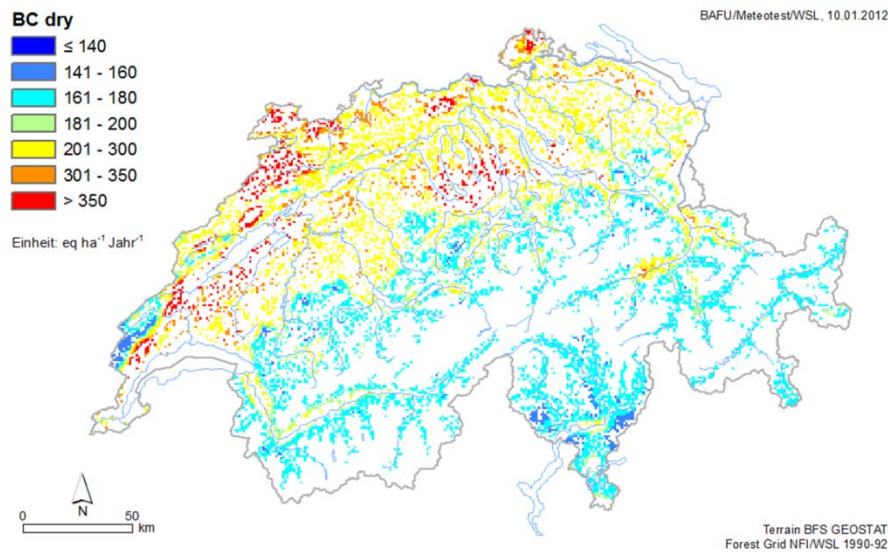 BC dry
≤ 140
141 - 160
161 - 180
181 - 200
201 - 300
301 - 350
> 350
Einheit: eq ha⁻¹ Jahr⁻¹
BAFU/Meteotest/WSL, 10.01.2012
N
0 50
km
Terrain BFS GEOSTAT
Forest Grid NFI/WSL 1990-92